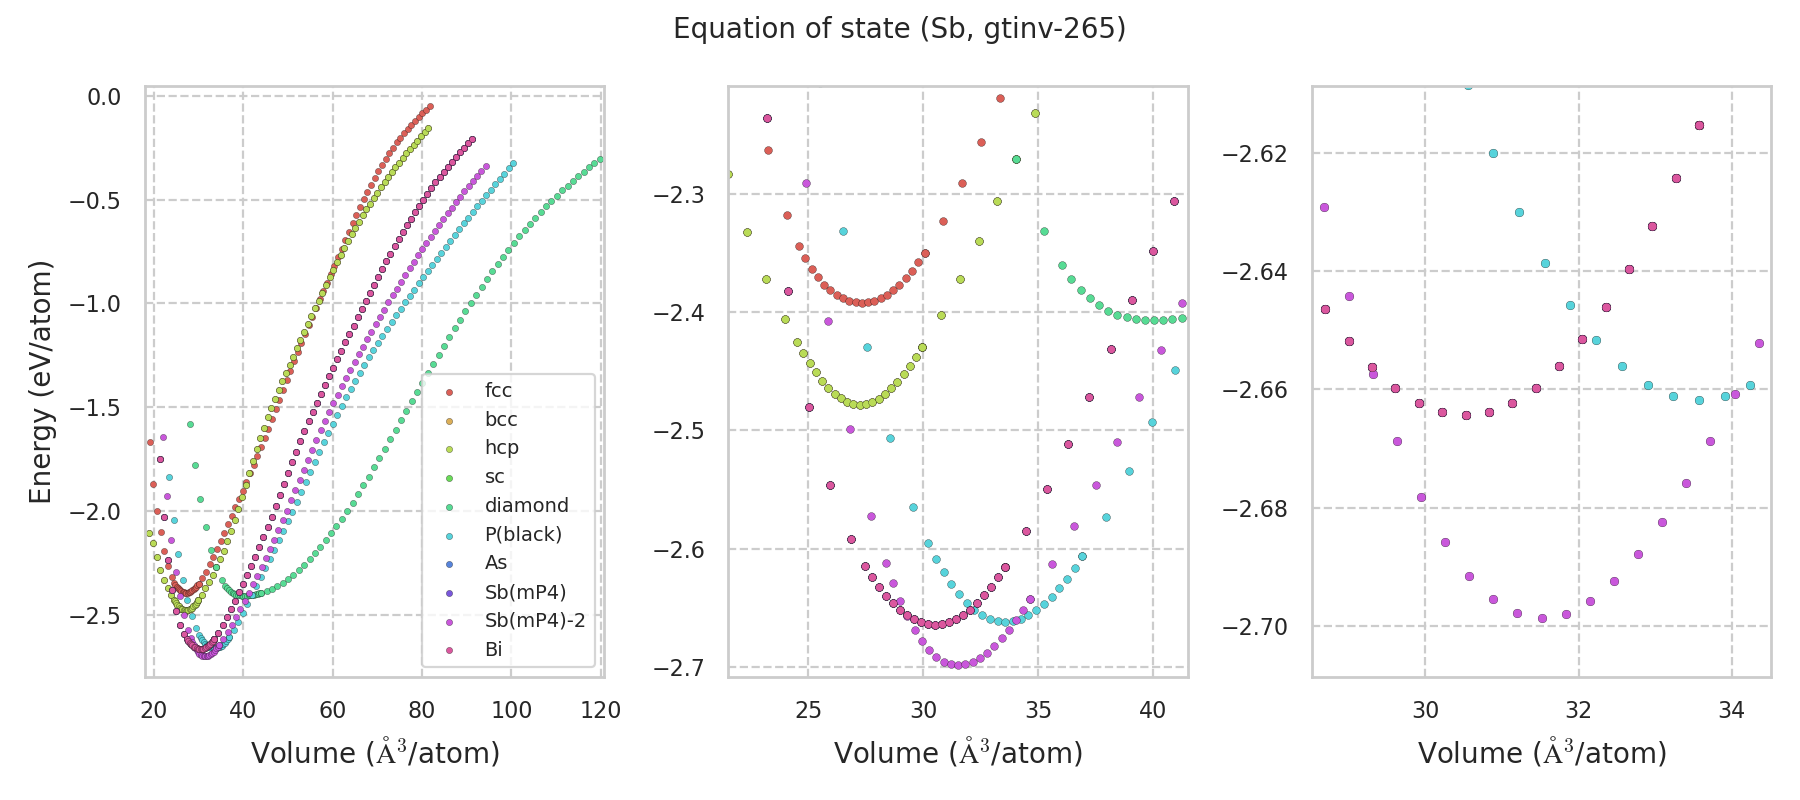 Equation of state (Sb, gtinv-265)
Energy (eV/atom)
0.0
−0.5
−1.0
−1.5
−2.0
−2.5
20 40 60 80 100 120
Volume (Å³/atom)
fcc
bcc
hcp
sc
diamond
P(black)
As
Sb(mP4)
Sb(mP4)-2
Bi
−2.3
−2.4
−2.5
−2.6
−2.7
25 30 35 40
Volume (Å³/atom)
−2.62
−2.64
−2.66
−2.68
−2.70
30 32 34
Volume (Å³/atom)